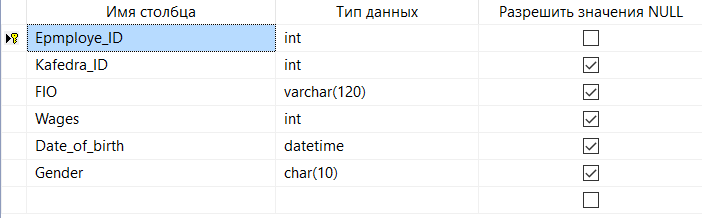 Имя столбца Тип данных Разрешить значения NULL
Epmploye_ID int
Kafedra_ID int
FIO varchar(120)
Wages int
Date_of_birth datetime
Gender char(10)